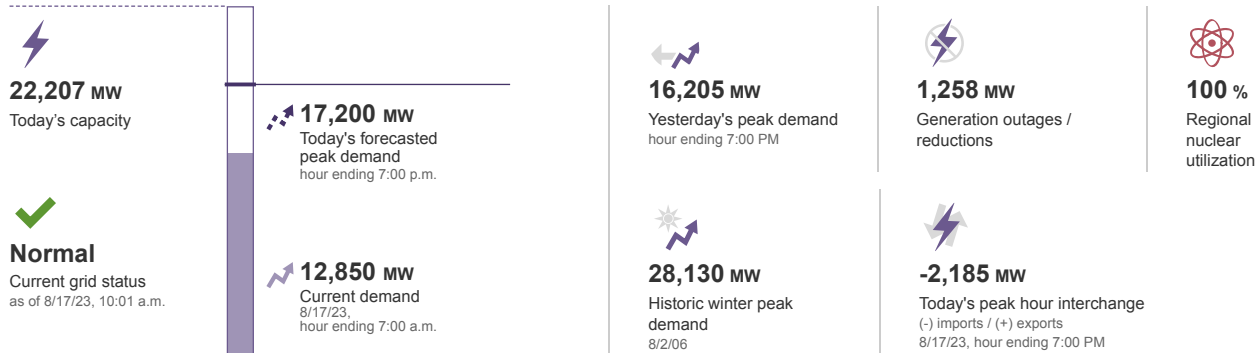 22,207 MW
Today's capacity
Normal
Current grid status
as of 8/17/23, 10:01 a.m.
17,200 MW
Today's forecasted
peak demand
hour ending 7:00 p.m.
12,850 MW
Current demand
8/17/23,
hour ending 7:00 a.m.
16,205 MW
Yesterday's peak demand
hour ending 7:00 PM
1,258 MW
Generation outages /
reductions
100 %
Regional
nuclear
utilization
28,130 MW
Historic winter peak
demand
8/2/06
-2,185 MW
Today's peak hour interchange
(-) imports / (+) exports
8/17/23, hour ending 7:00 PM